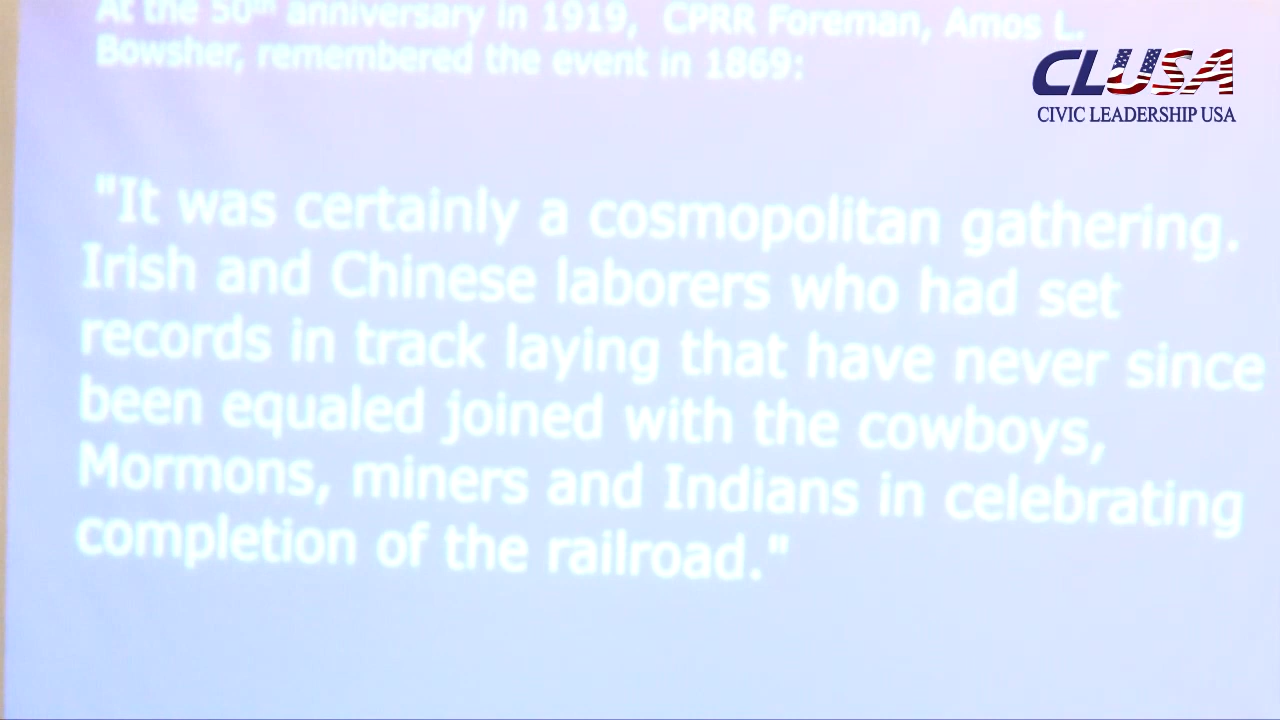 At the 50th anniversary in 1919, CPRR Foreman, Amos L.
Bowsher, remembered the event in 1869:
CLUSA
CIVIC LEADERSHIP USA
"It was certainly a cosmopolitan gathering.
Irish and Chinese laborers who had set
records in track laying that have never since
been equaled joined with the cowboys,
Mormons, miners and Indians in celebrating
completion of the railroad."